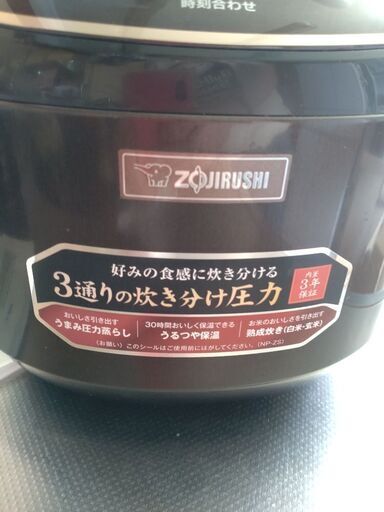 時刻合わせ
ZOJIRUSHI
好みの食感に炊き分ける
3通りの炊き分け圧力
内釜
3年
保証
おいしさ引き出す
うまみ圧力蒸らし
30時間おいしく保温できる
うるつや保温
お米のおいしさを引き出す
熟成炊き(白米・玄米)
(お願い)このシールはご使用前にはがしてください。(NP-ZS)